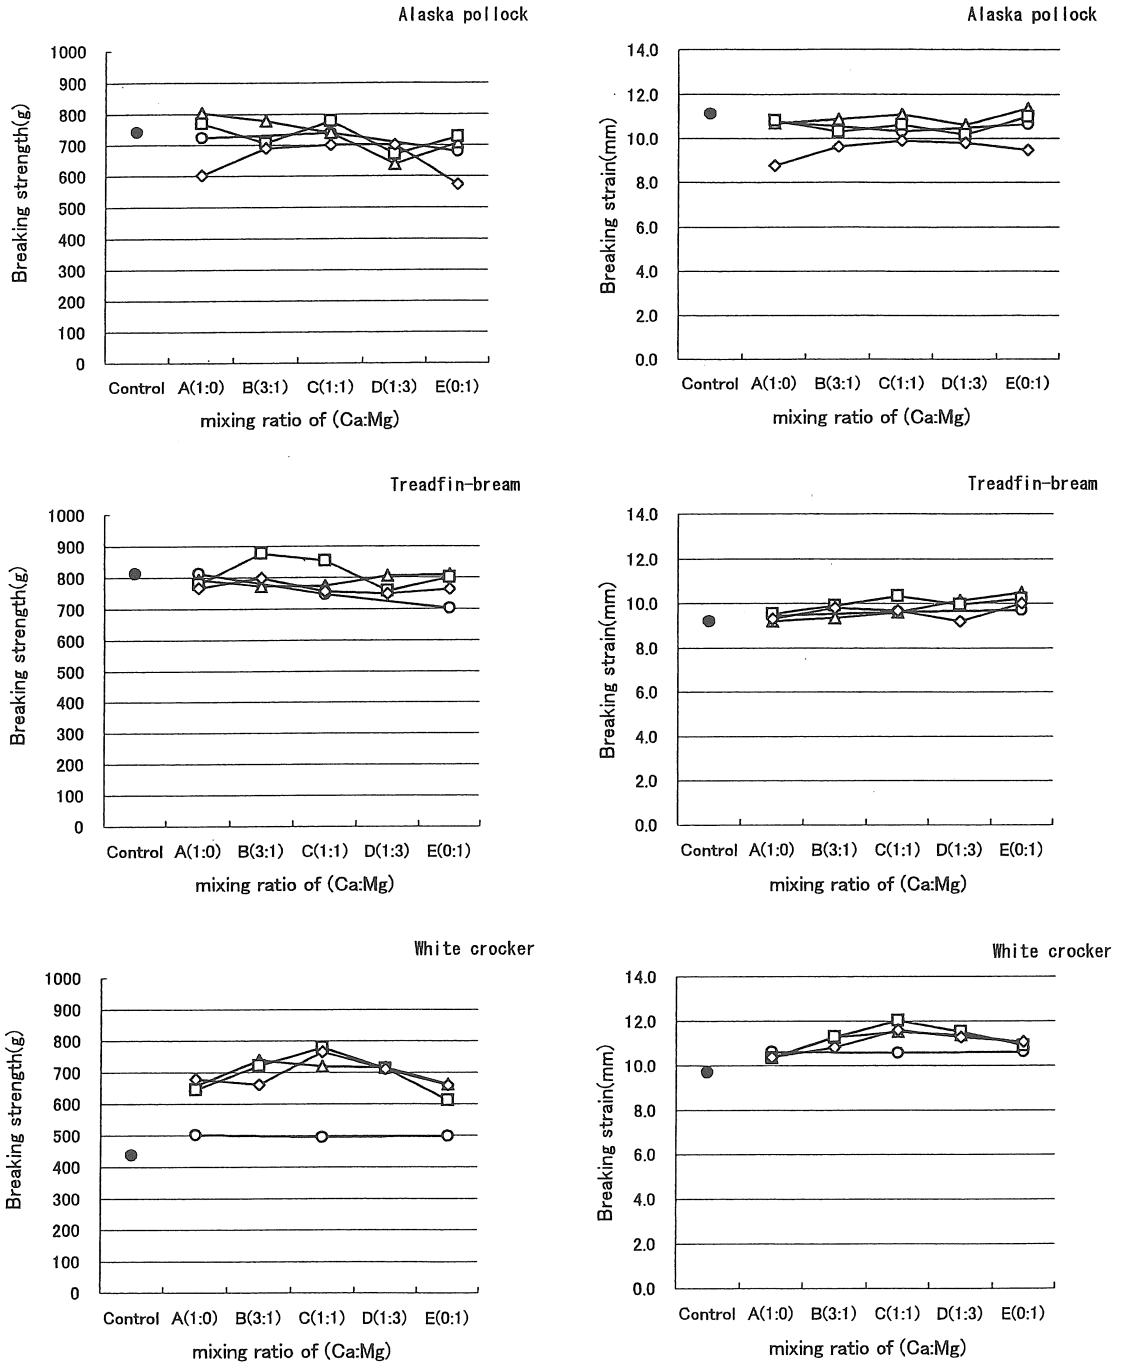 Alaska pollock
1000
900
800
700
600
500
400
300
200
100
0
Breaking strength(g)
Control A(1:0) B(3:1) C(1:1) D(1:3) E(0:1)
mixing ratio of (Ca:Mg)
Alaska pollock
14.0
12.0
10.0
8.0
6.0
4.0
2.0
0.0
Breaking strain(mm)
Control A(1:0) B(3:1) C(1:1) D(1:3) E(0:1)
mixing ratio of (Ca:Mg)
Treadfin-bream
1000
900
800
700
600
500
400
300
200
100
0
Breaking strength(g)
Control A(1:0) B(3:1) C(1:1) D(1:3) E(0:1)
mixing ratio of (Ca:Mg)
Treadfin-bream
14.0
12.0
10.0
8.0
6.0
4.0
2.0
0.0
Breaking strain(mm)
Control A(1:0) B(3:1) C(1:1) D(1:3) E(0:1)
mixing ratio of (Ca:Mg)
White crocker
1000
900
800
700
600
500
400
300
200
100
0
Breaking strength(g)
Control A(1:0) B(3:1) C(1:1) D(1:3) E(0:1)
mixing ratio of (Ca:Mg)
White crocker
14.0
12.0
10.0
8.0
6.0
4.0
2.0
0.0
Breaking strain(mm)
Control A(1:0) B(3:1) C(1:1) D(1:3) E(0:1)
mixing ratio of (Ca:Mg)